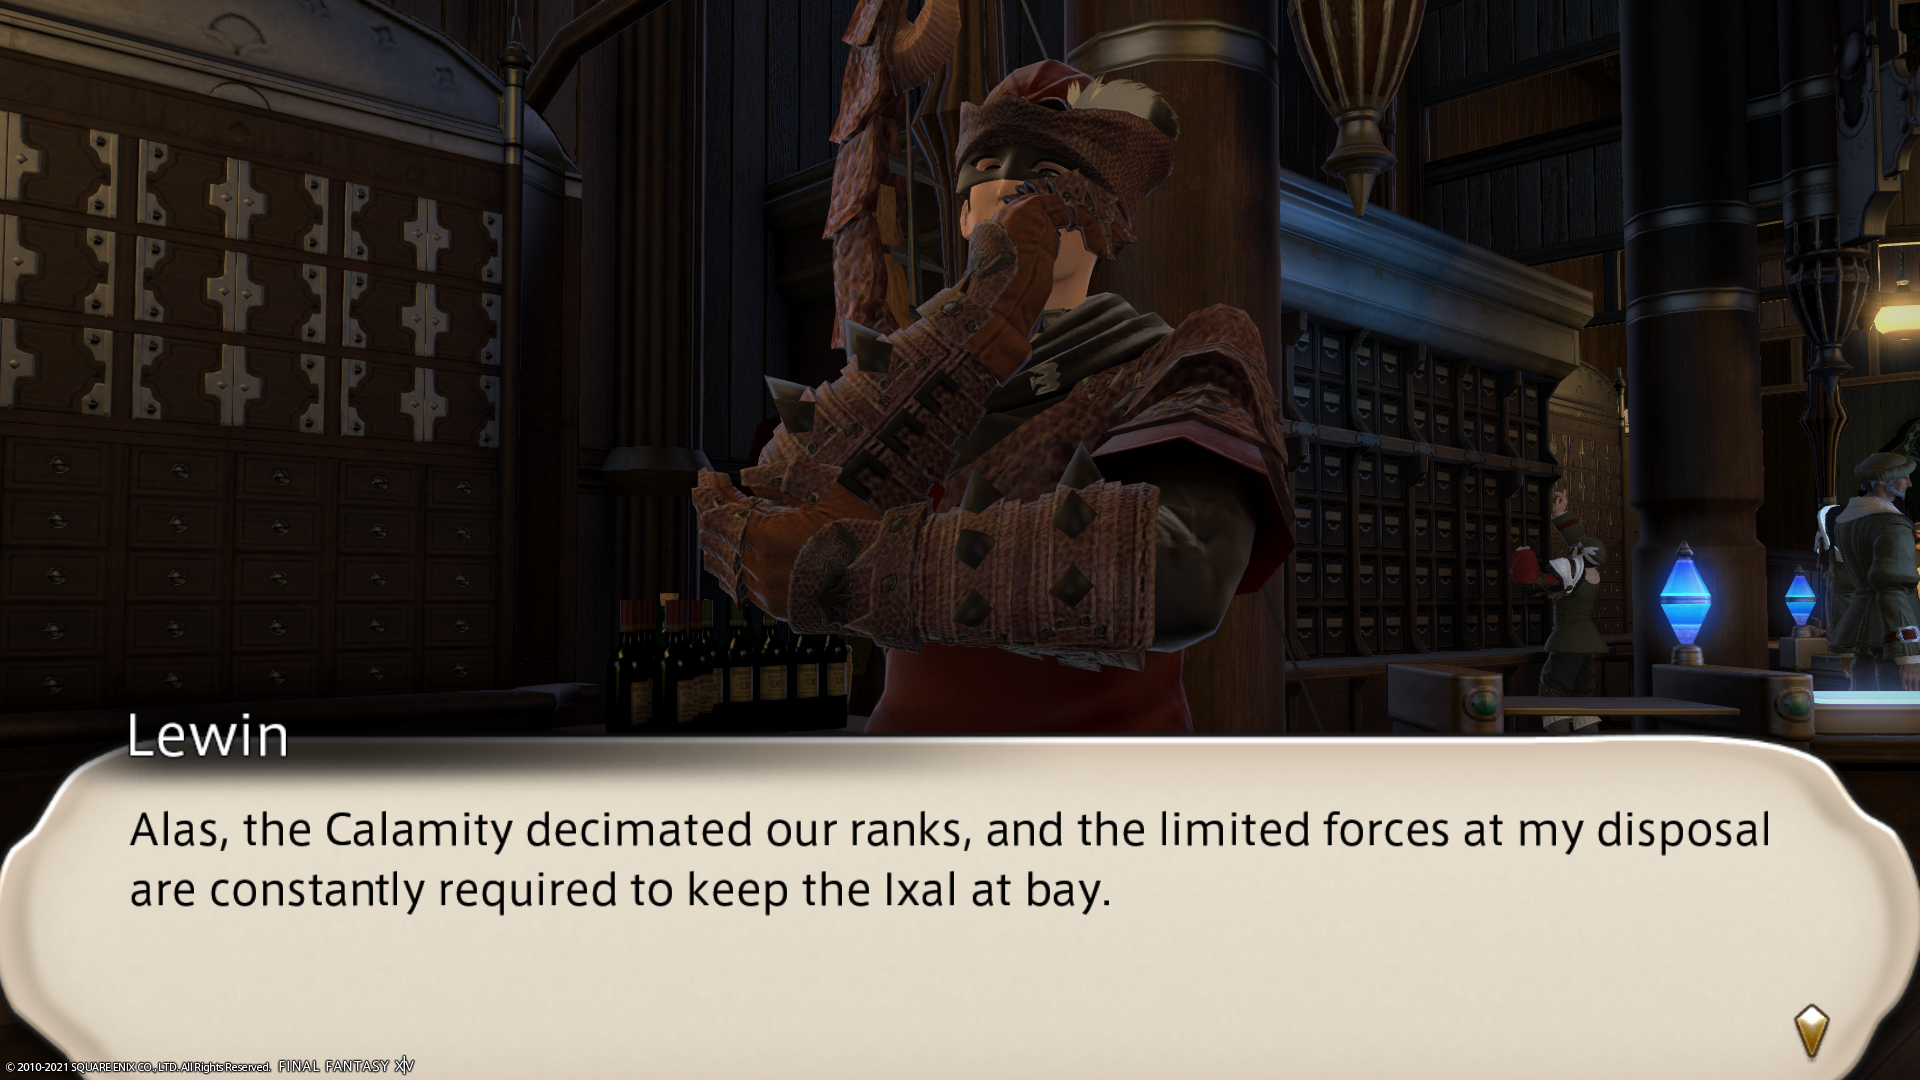 Lewin
Alas, the Calamity decimated our ranks, and the limited forces at my disposal
are constantly required to keep the Ixal at bay.
© 2010-2021 SQUARE ENIX CO., LTD. All Rights Reserved. FINAL FANTASY XIV